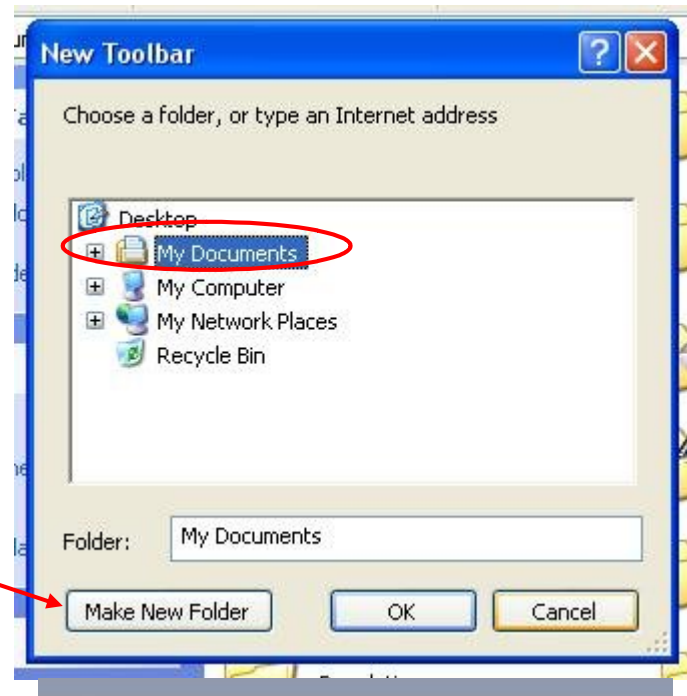 New Toolbar
Choose a folder, or type an Internet address
Desktop
My Documents
My Computer
My Network Places
Recycle Bin
Folder: My Documents
Make New Folder OK Cancel